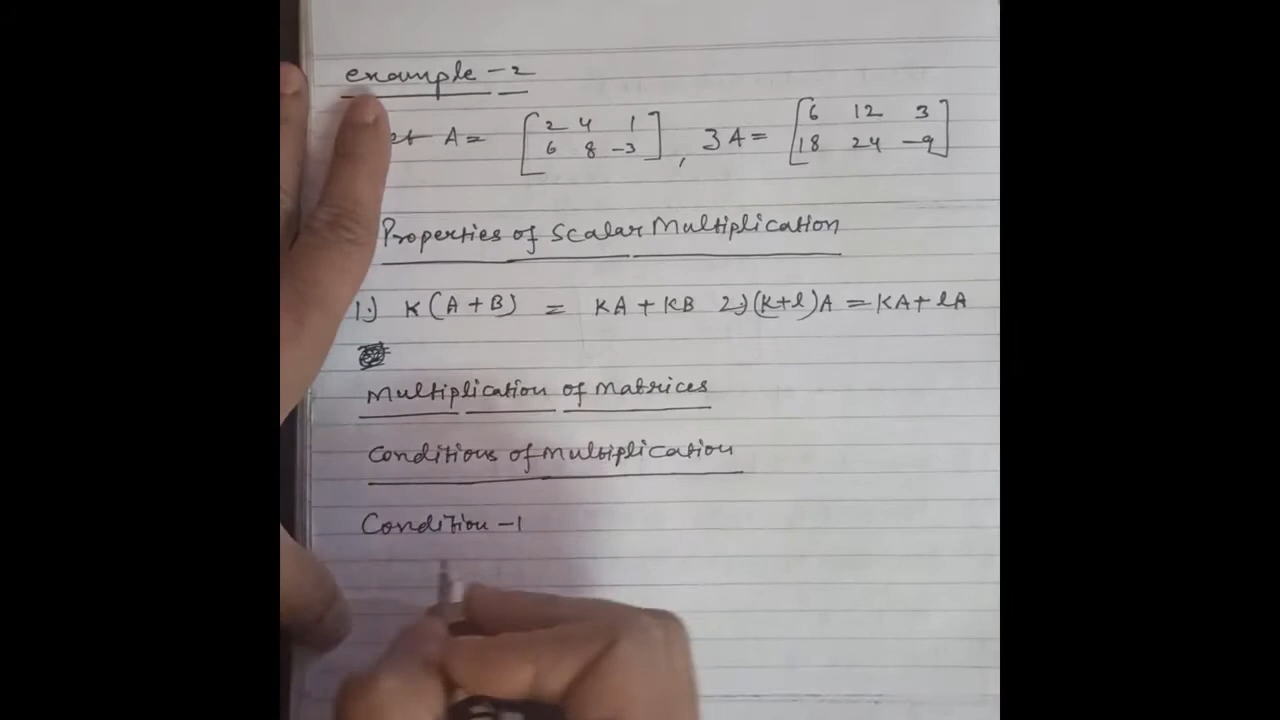 example - 2
et A = [2 4 1 6 8 -3], 3A = [6 12 3 18 24 -9]
Properties of Scalar Multiplication
1.) K(A+B) = KA+KB 2.) (K+l)A = KA+lA
Multiplication of Matrices
Conditions of multiplication
Condition -1